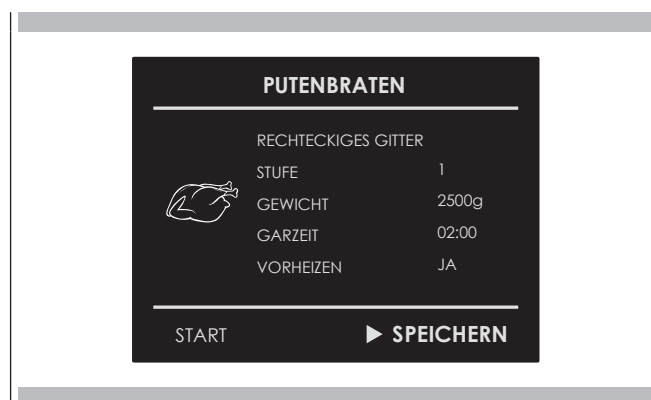 PUTENBRATEN
RECHTECKIGES GITTER
STUFE 1
GEWICHT 2500g
GARZEIT 02:00
VORHEIZEN JA
START ▶ SPEICHERN